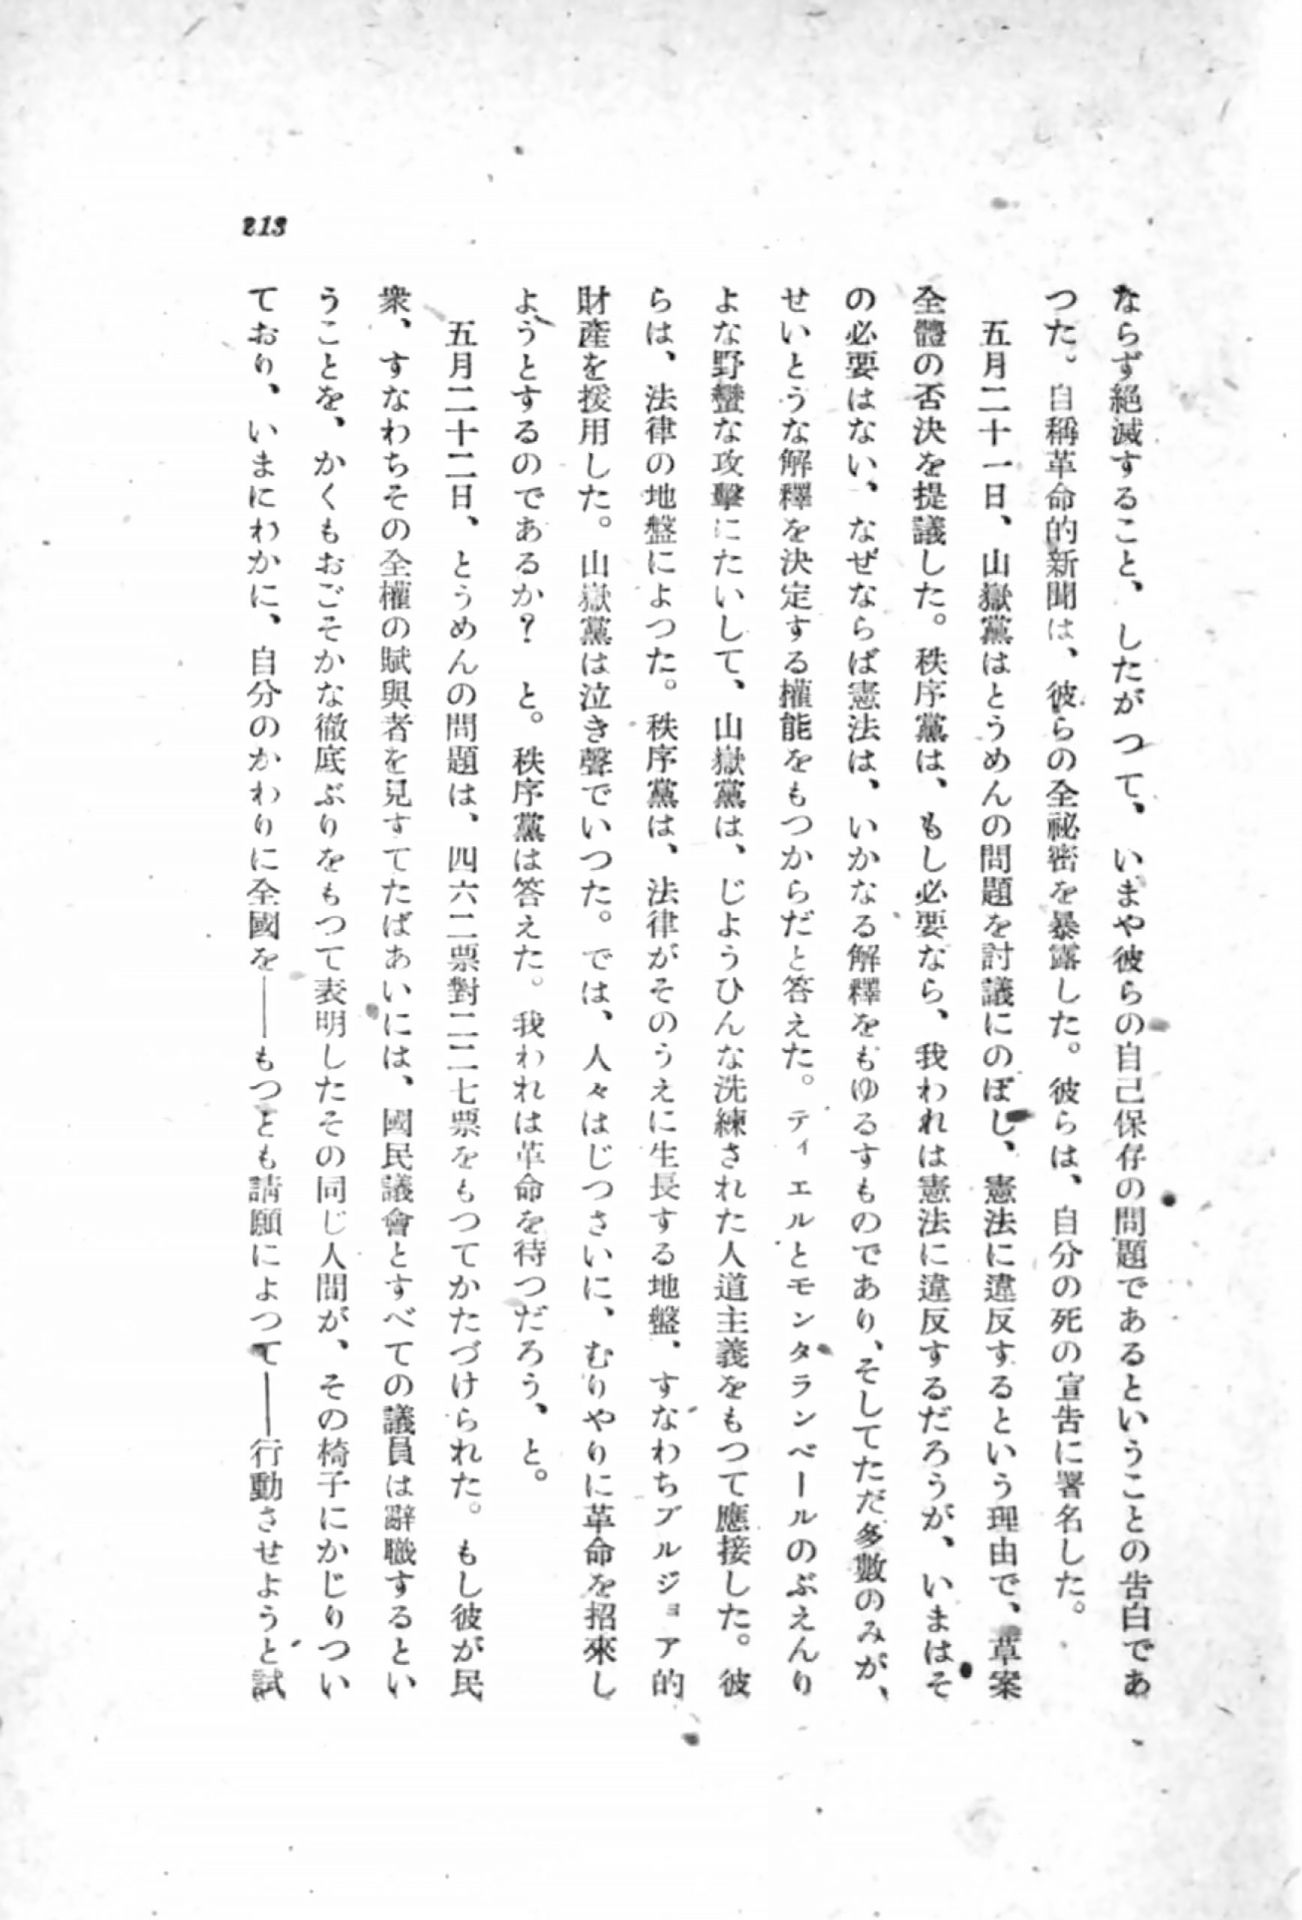 213
ならず絶滅すること、したがつて、いまや彼らの自己保存の問題であるということの告白であ
つた。自稱革命的新聞は、彼らの全祕密を暴露した。彼らは、自分の死の宣告に署名した。
五月二十一日、山嶽黨はとうめんの問題を討議にのぼし、憲法に違反するという理由で、草案
全體の否決を提議した。秩序黨は、もし必要なら、我われは憲法に違反するだろうが、いまはそ
の必要はない、なぜならば憲法は、いかなる解釋をもゆるすものであり、そしてただ多數のみが、
せいとうな解釋を決定する權能をもつからだと答えた。ティエルとモンタランベールのぶえんり
よな野蠻な攻擊にたいして、山嶽黨は、じようひんな洗練された人道主義をもつて應接した。彼
らは、法律の地盤によつた。秩序黨は、法律がそのうえに生長する地盤、すなわちブルジョア的
財產を援用した。山嶽黨は泣き聲でいつた。では、人々はじつさいに、むりやりに革命を招來し
ようとするのであるか？　と。秩序黨は答えた。我われは革命を待つだろう、と。
五月二十二日、とうめんの問題は、四六二票對二二七票をもつてかたづけられた。もし彼が民
衆、すなわちその全權の賦與者を見すてたばあいには、國民議會とすべての議員は辭職するとい
うことを、かくもおごそかな徹底ぶりをもつて表明したその同じ人間が、その椅子にかじりつい
ており、いまにわかに、自分のかわりに全國を――もつとも請願によつて――行動させようと試